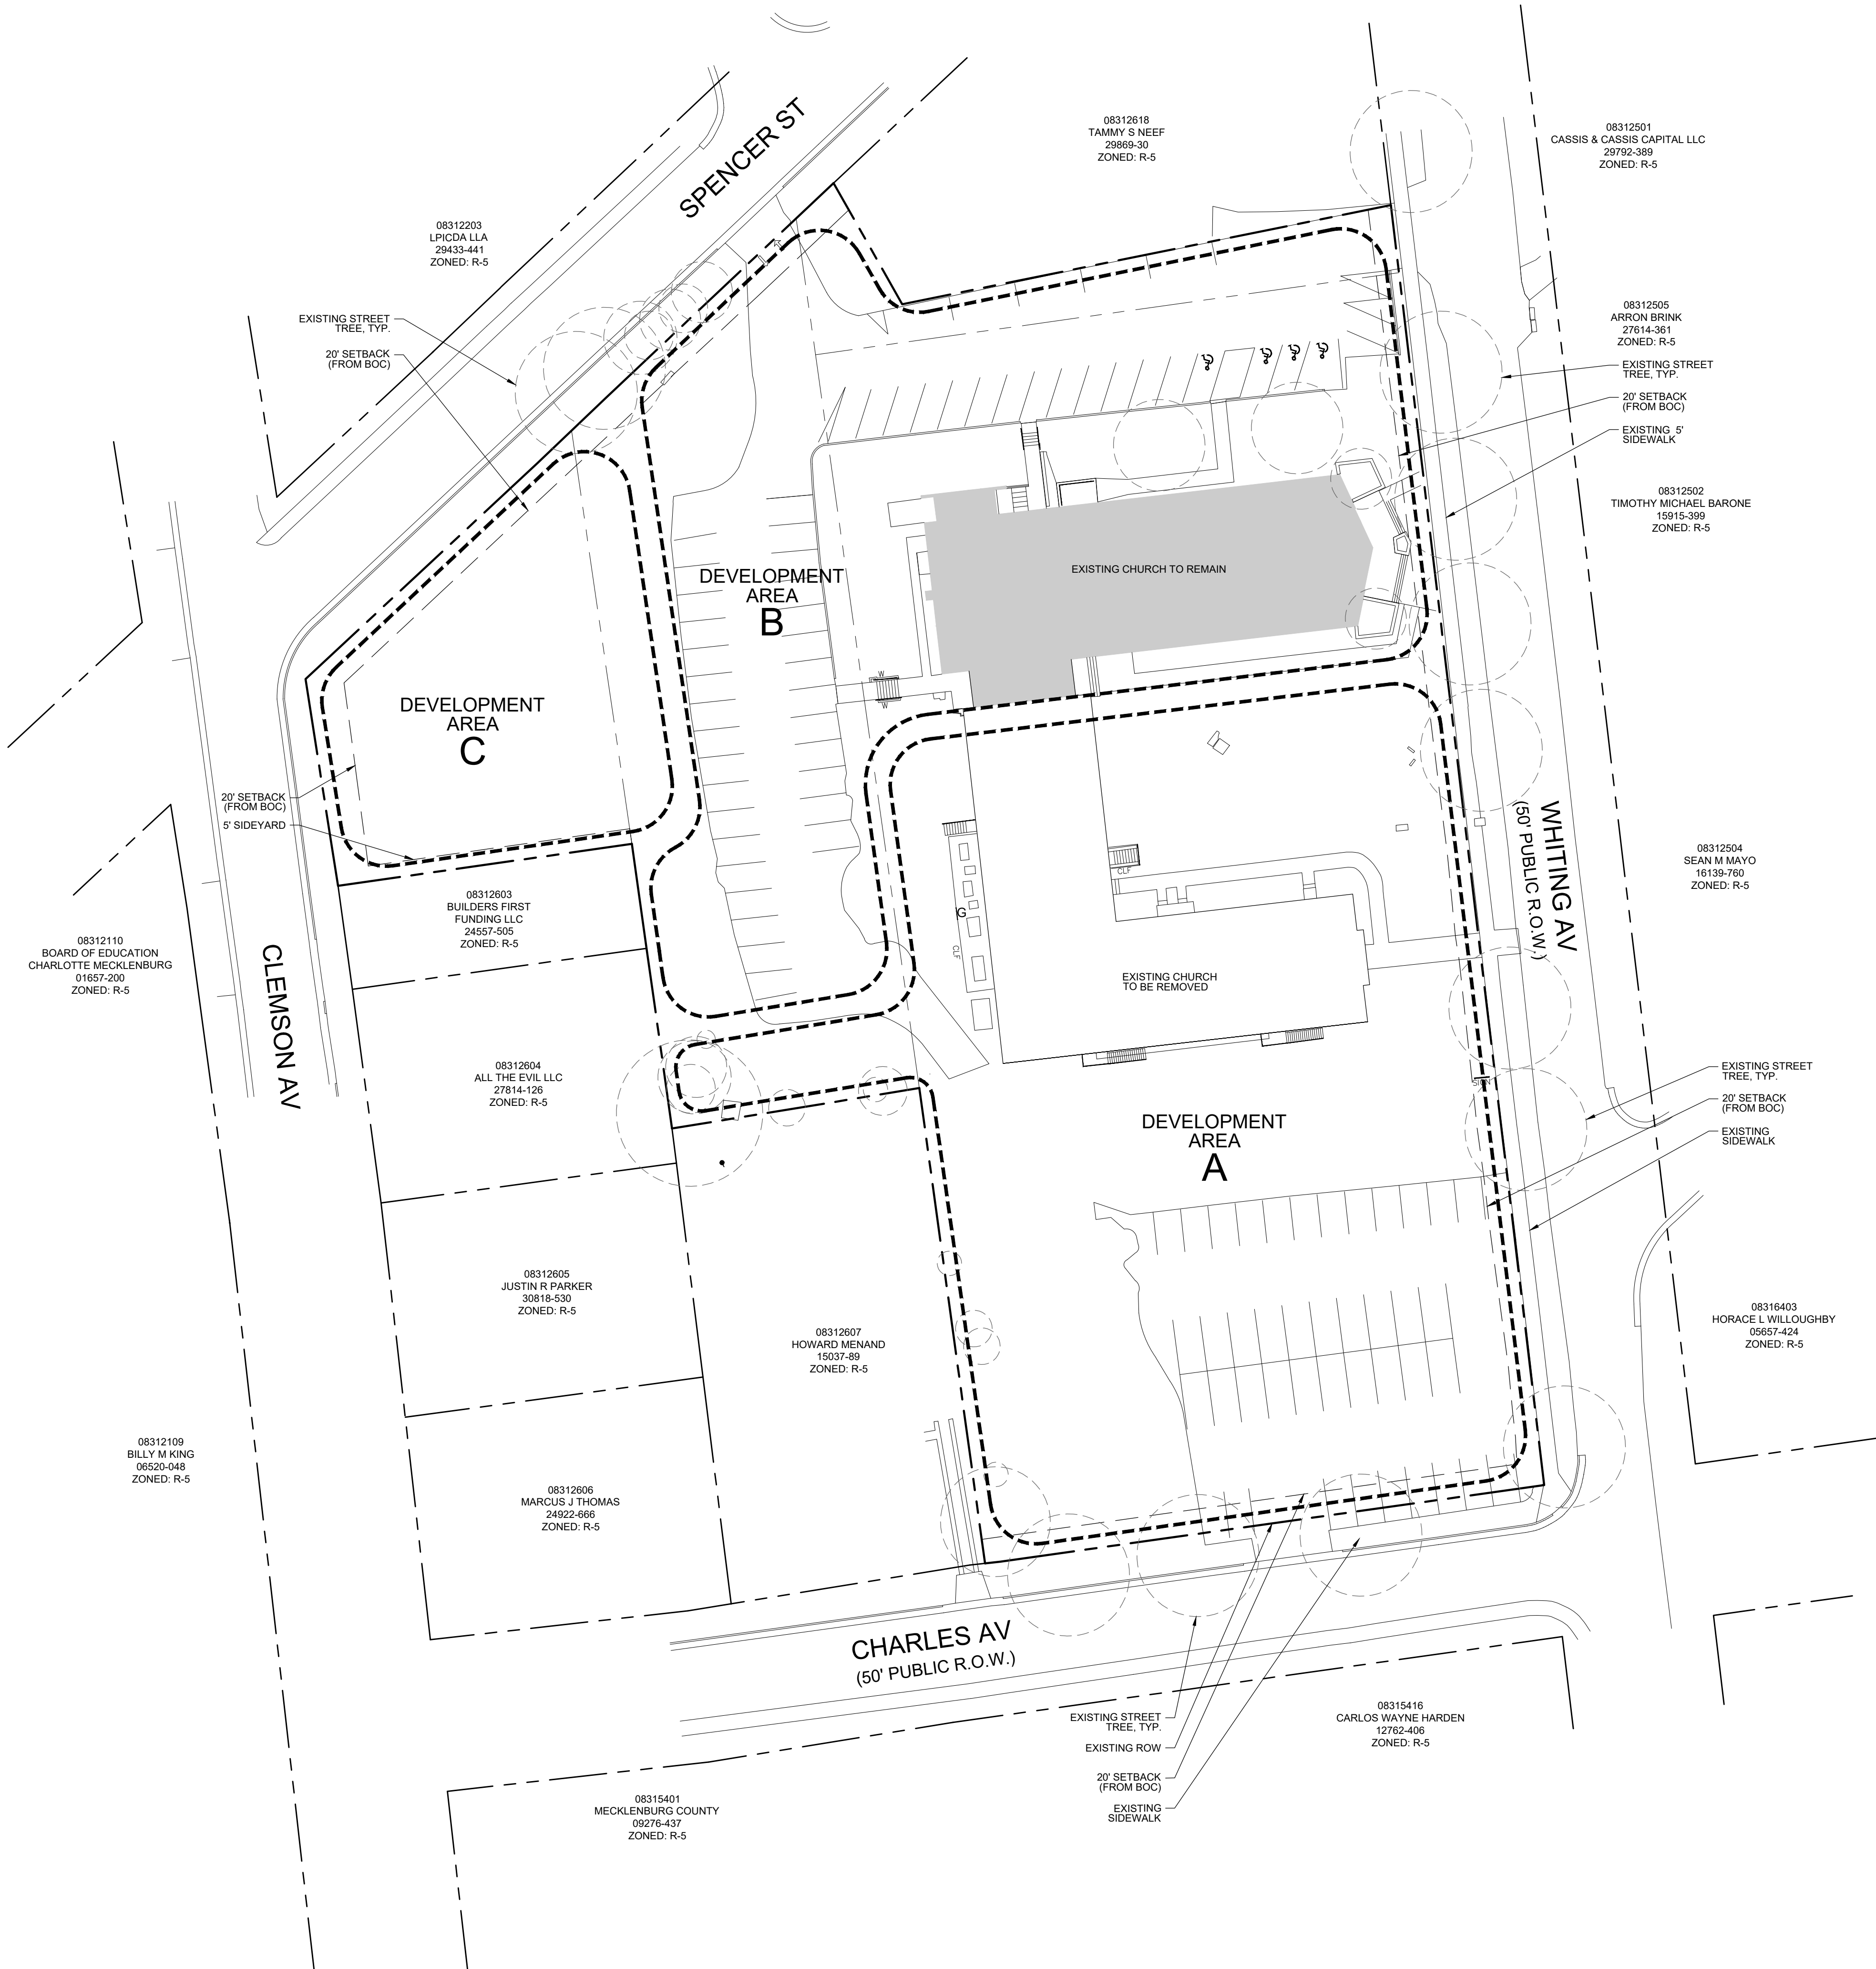 SPENCER ST
08312618
TAMMY S NEEF
29869-30
ZONED: R-5
08312501
CASSIS & CASSIS CAPITAL LLC
29792-389
ZONED: R-5
08312203
LPICDA LLA
29433-441
ZONED: R-5
EXISTING STREET
TREE, TYP.
20' SETBACK
(FROM BOC)
08312505
ARRON BRINK
27614-361
ZONED: R-5
EXISTING STREET
TREE, TYP.
20' SETBACK
(FROM BOC)
EXISTING 5'
SIDEWALK
08312502
TIMOTHY MICHAEL BARONE
15915-399
ZONED: R-5
EXISTING CHURCH TO REMAIN
DEVELOPMENT
AREA
B
W
W
DEVELOPMENT
AREA
C
20' SETBACK
(FROM BOC)
5' SIDEYARD
WHITING AV
(50' PUBLIC R.O.W.)
08312504
SEAN M MAYO
16139-760
ZONED: R-5
CLF
G
CLF
08312603
BUILDERS FIRST
FUNDING LLC
24557-505
ZONED: R-5
08312110
BOARD OF EDUCATION
CHARLOTTE MECKLENBURG
01657-200
ZONED: R-5
CLEMSON AV
EXISTING CHURCH
TO BE REMOVED
08312604
ALL THE EVIL LLC
27814-126
ZONED: R-5
SIGN
EXISTING STREET
TREE, TYP.
20' SETBACK
(FROM BOC)
EXISTING
SIDEWALK
DEVELOPMENT
AREA
A
08312605
JUSTIN R PARKER
30818-530
ZONED: R-5
08312607
HOWARD MENAND
15037-89
ZONED: R-5
08316403
HORACE L WILLOUGHBY
05657-424
ZONED: R-5
08312109
BILLY M KING
06520-048
ZONED: R-5
08312606
MARCUS J THOMAS
24922-666
ZONED: R-5
CHARLES AV
(50' PUBLIC R.O.W.)
EXISTING STREET
TREE, TYP.
EXISTING ROW
20' SETBACK
(FROM BOC)
EXISTING
SIDEWALK
08315416
CARLOS WAYNE HARDEN
12762-406
ZONED: R-5
08315401
MECKLENBURG COUNTY
09276-437
ZONED: R-5